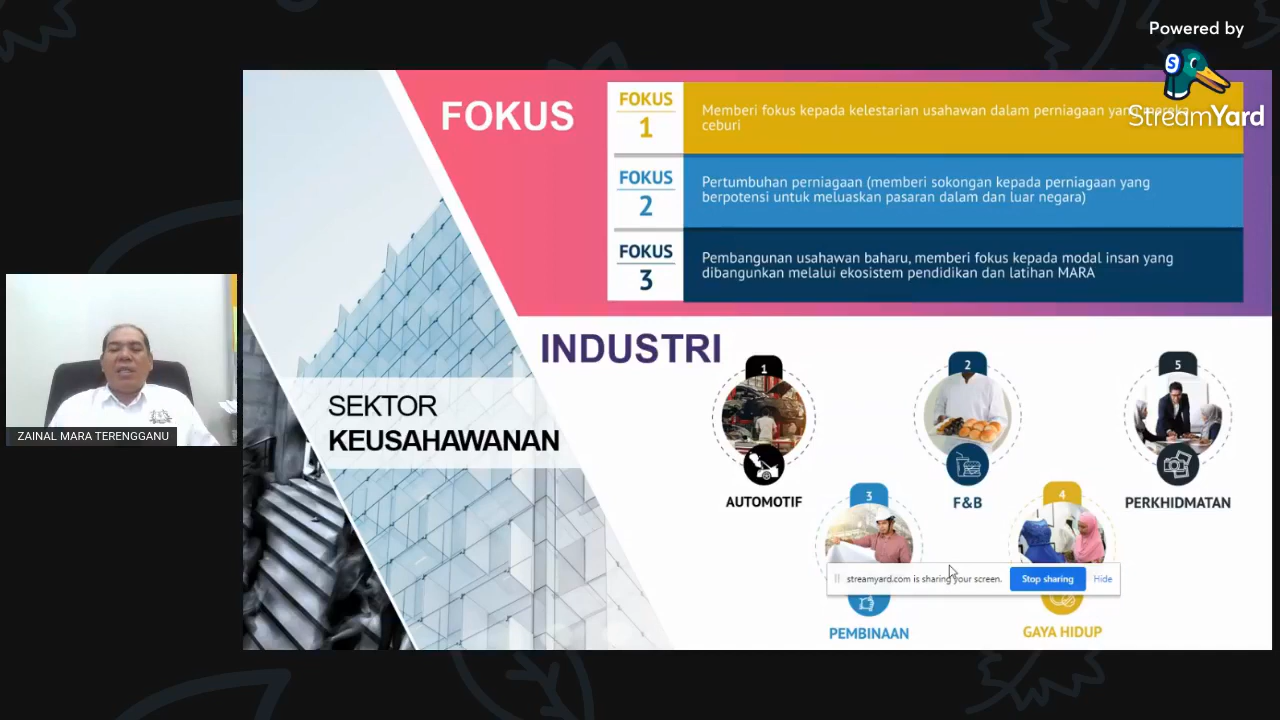 Powered by
StreamYard
FOKUS
FOKUS
1
Memberi fokus kepada kelestarian usahawan dalam perniagaan yang mereka
ceburi
FOKUS
2
Pertumbuhan perniagaan (memberi sokongan kepada perniagaan yang
berpotensi untuk meluaskan pasaran dalam dan luar negara)
FOKUS
3
Pembangunan usahawan baharu, memberi fokus kepada modal insan yang
dibangunkan melalui ekosistem pendidikan dan latihan MARA
INDUSTRI
SEKTOR
KEUSAHAWANAN
1
AUTOMOTIF
2
F&B
5
PERKHIDMATAN
3
PEMBINAAN
4
GAYA HIDUP
streamyard.com is sharing your screen.
Stop sharing
Hide
ZAINAL MARA TERENGGANU